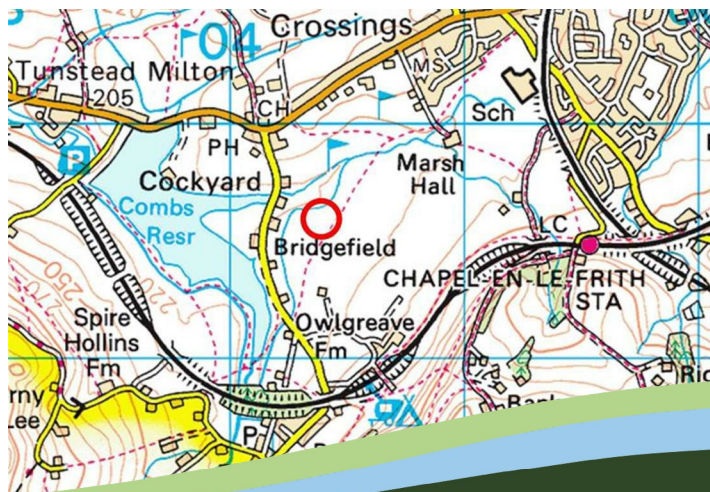 04
Crossings
Tunstead Milton
205
MS
CH
Sch
PH
P
Marsh
Hall
Cockyard
Combs
Resr
LC
Bridgefield
CHAPEL-EN-LE-FRITH
STA
250
220
Spire
Hollins
Fm
Owlgreave
Fm
Lee
P